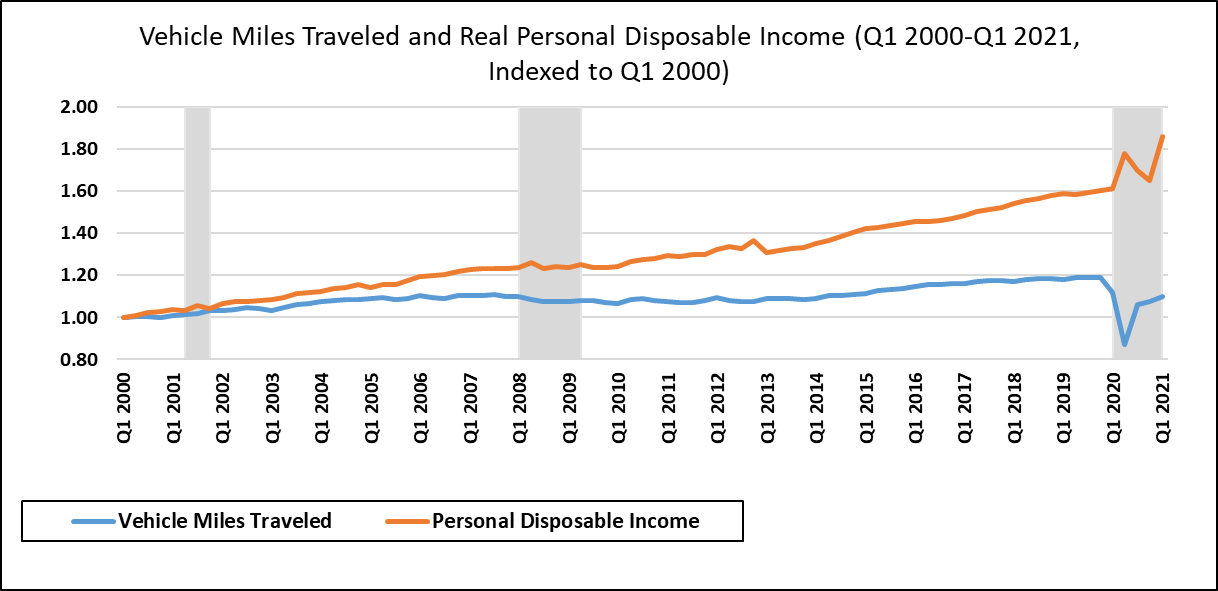 Vehicle Miles Traveled and Real Personal Disposable Income (Q1 2000-Q1 2021,
Indexed to Q1 2000)
2.00
1.80
1.60
1.40
1.20
1.00
0.80
Q1 2000
Q1 2001
Q1 2002
Q1 2003
Q1 2004
Q1 2005
Q1 2006
Q1 2007
Q1 2008
Q1 2009
Q1 2010
Q1 2011
Q1 2012
Q1 2013
Q1 2014
Q1 2015
Q1 2016
Q1 2017
Q1 2018
Q1 2019
Q1 2020
Q1 2021
Vehicle Miles Traveled
Personal Disposable Income